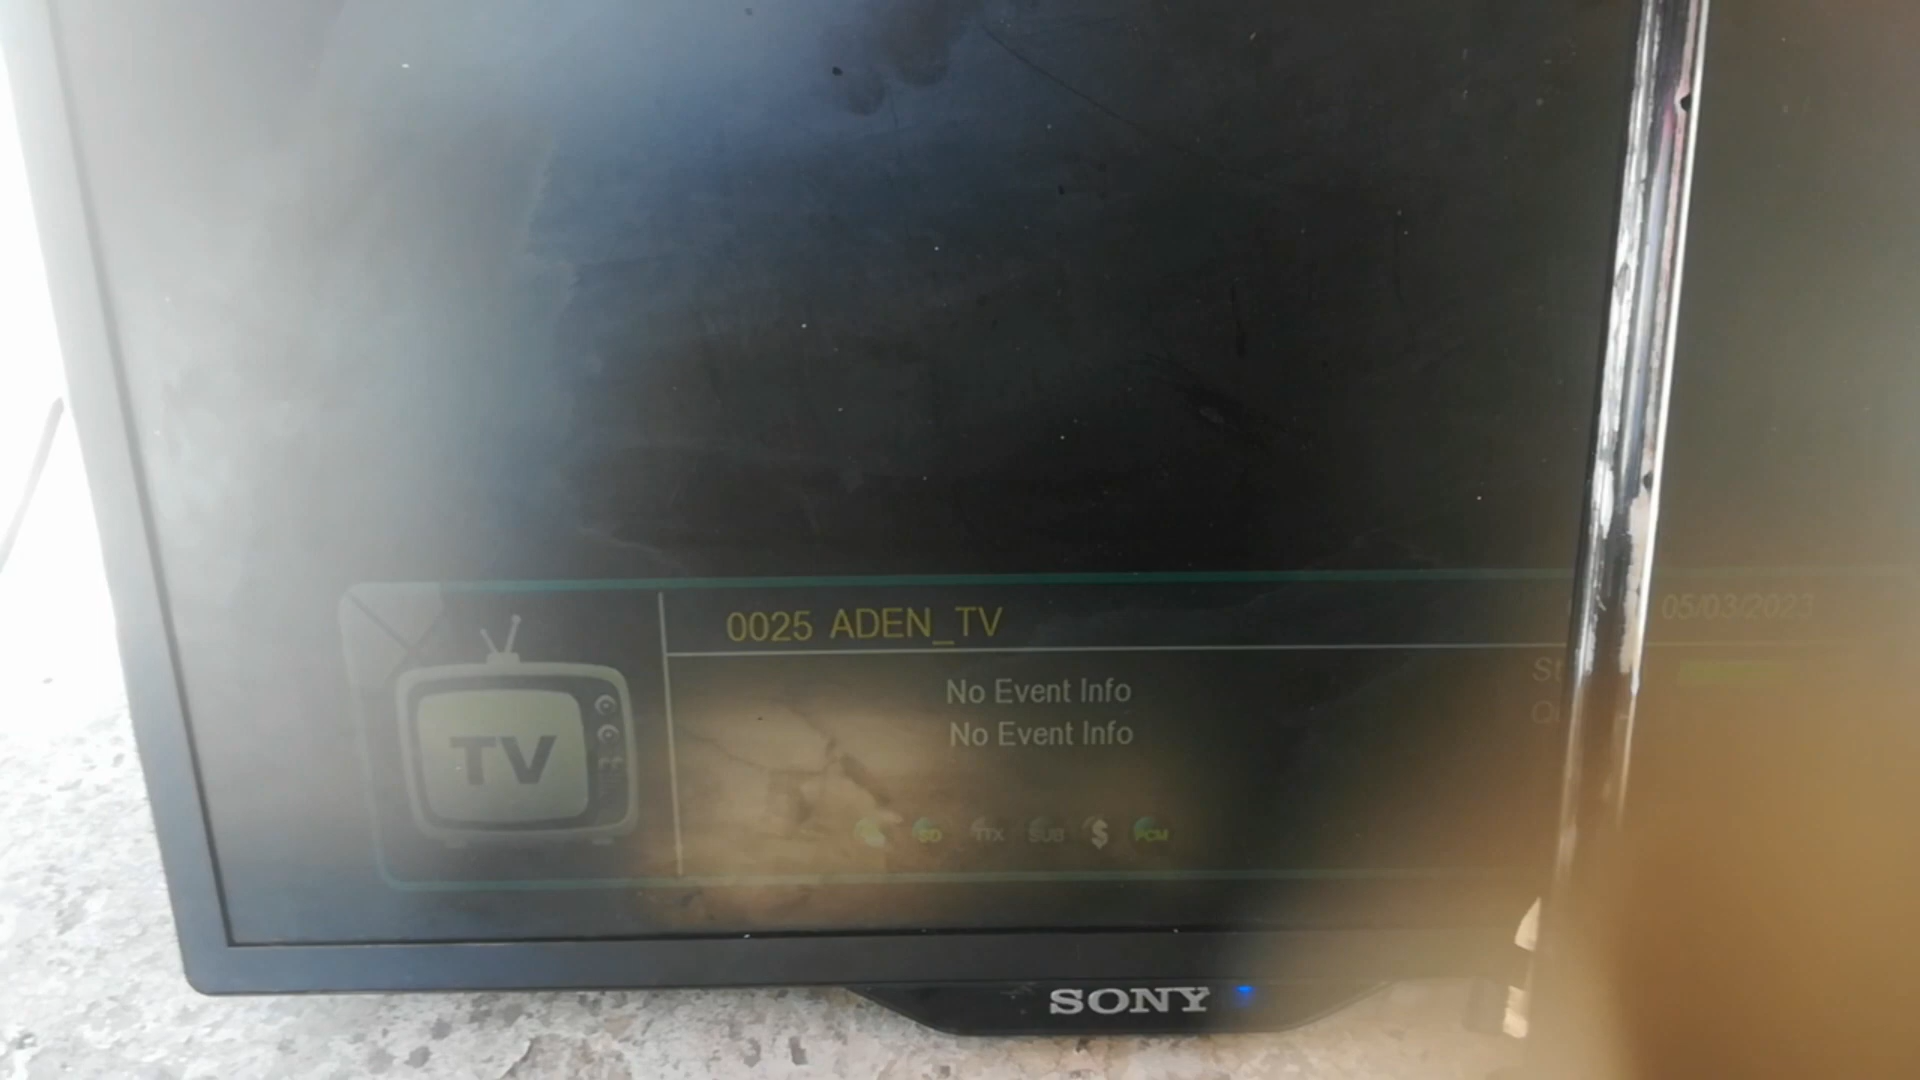 0025 ADEN_TV
05/03/2023
No Event Info
No Event Info
TV
SD TTX SUB $ PCM
SONY